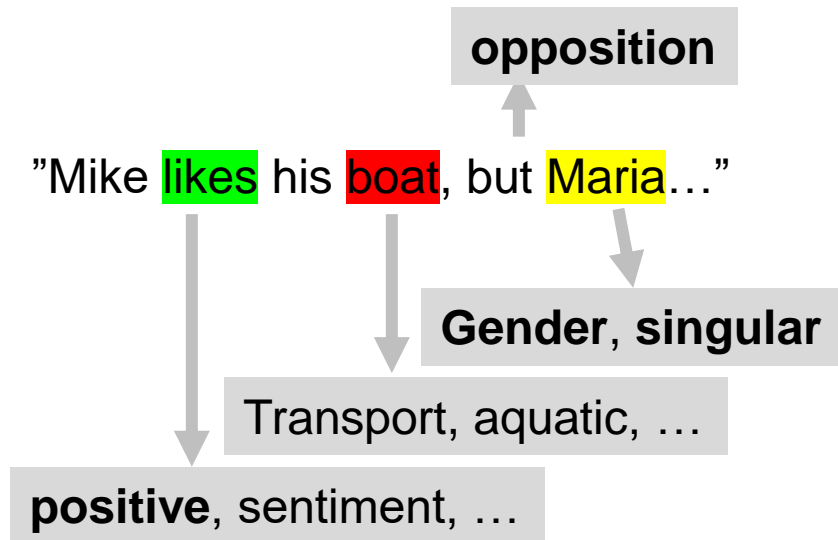 opposition
”Mike likes his boat, but Maria…”
Gender, singular
Transport, aquatic, …
positive, sentiment, …